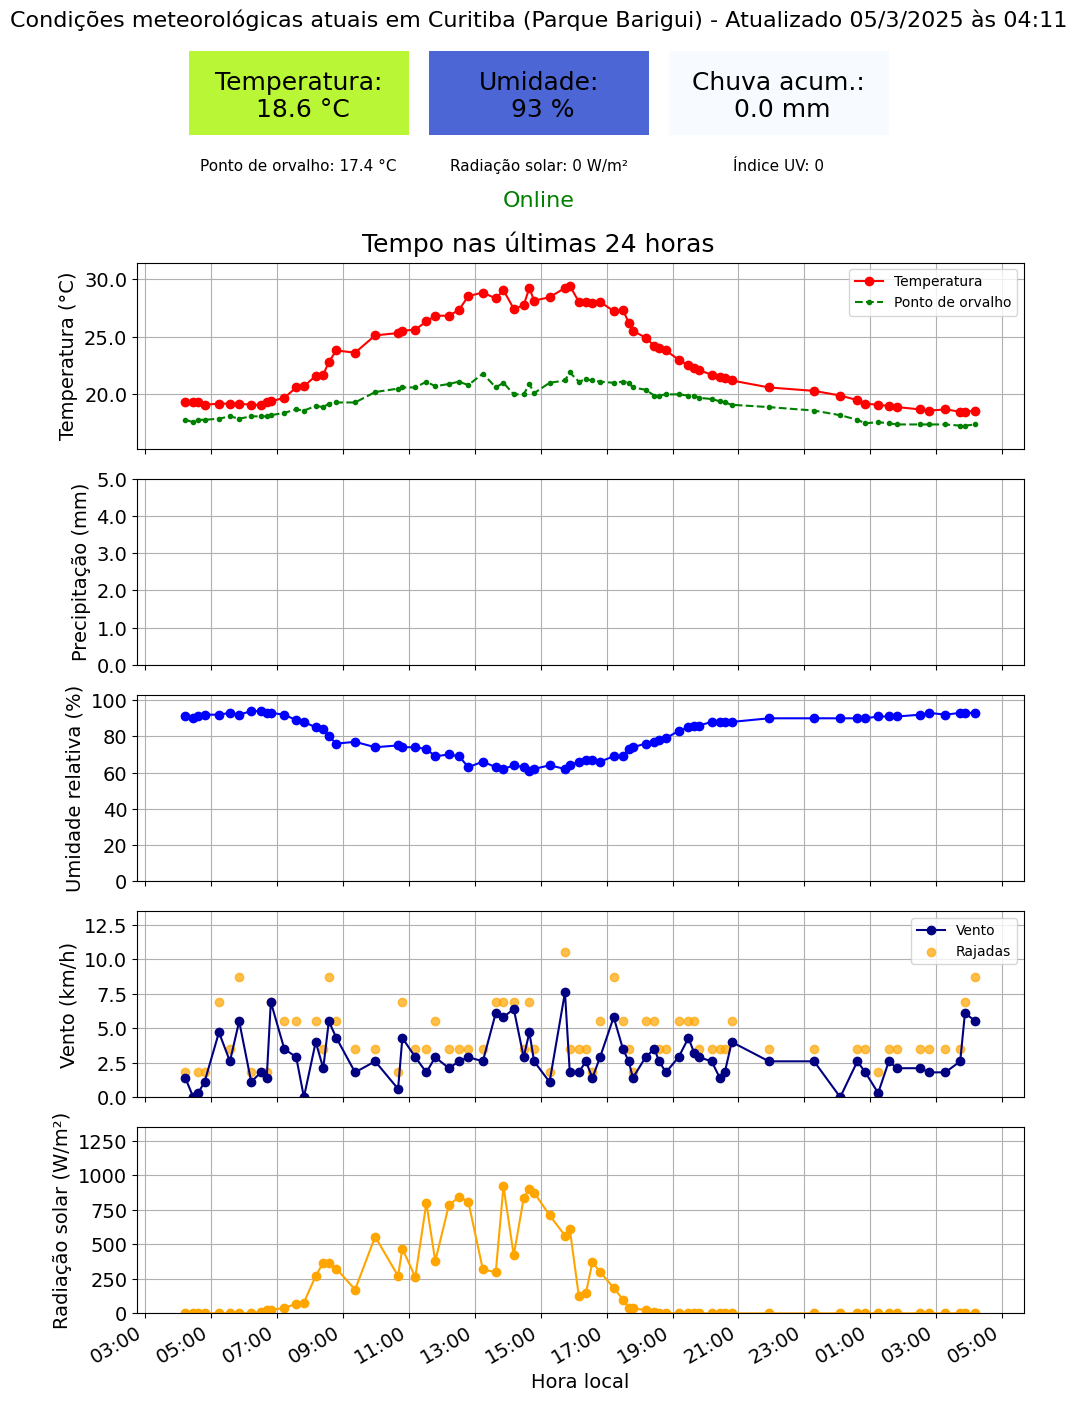 Condições meteorológicas atuais em Curitiba (Parque Barigui) - Atualizado 05/3/2025 às 04:11
Temperatura:
18.6 °C
Umidade:
93 %
Chuva acum.:
0.0 mm
Ponto de orvalho: 17.4 °C
Radiação solar: 0 W/m²
Índice UV: 0
Online
Tempo nas últimas 24 horas
Temperatura (°C)
30.0
25.0
20.0
Temperatura
Ponto de orvalho
Precipitação (mm)
5.0
4.0
3.0
2.0
1.0
0.0
Umidade relativa (%)
100
80
60
40
20
0
Vento (km/h)
12.5
10.0
7.5
5.0
2.5
0.0
Vento
Rajadas
Radiação solar (W/m²)
1250
1000
750
500
250
0
03:00 05:00 07:00 09:00 11:00 13:00 15:00 17:00 19:00 21:00 23:00 01:00 03:00 05:00
Hora local